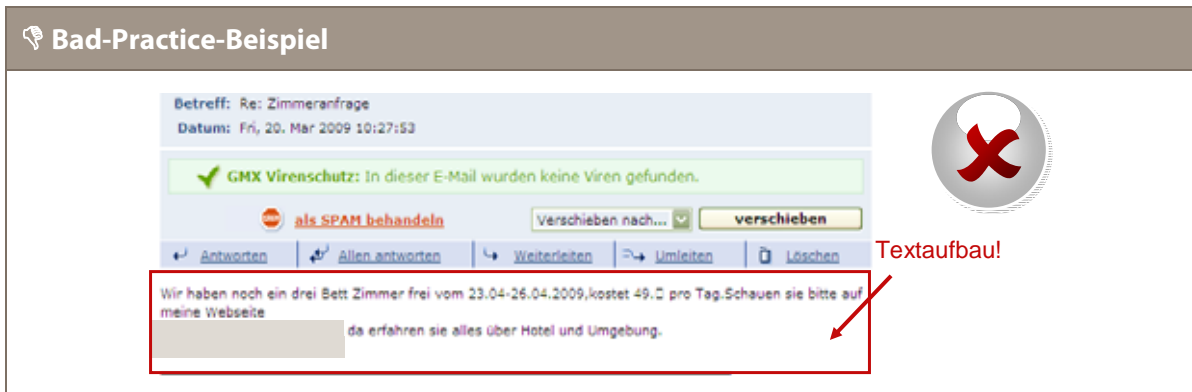 Bad-Practice-Beispiel
Betreff: Re: Zimmeranfrage
Datum: Fri, 20. Mar 2009 10:27:53
GMX Virenschutz: In dieser E-Mail wurden keine Viren gefunden.
als SPAM behandeln Verschieben nach... verschieben
Antworten Allen antworten Weiterleiten Umleiten Löschen
Textaufbau!
Wir haben noch ein drei Bett Zimmer frei vom 23.04-26.04.2009,kostet 49.  pro Tag.Schauen sie bitte auf
meine Webseite
da erfahren sie alles über Hotel und Umgebung.